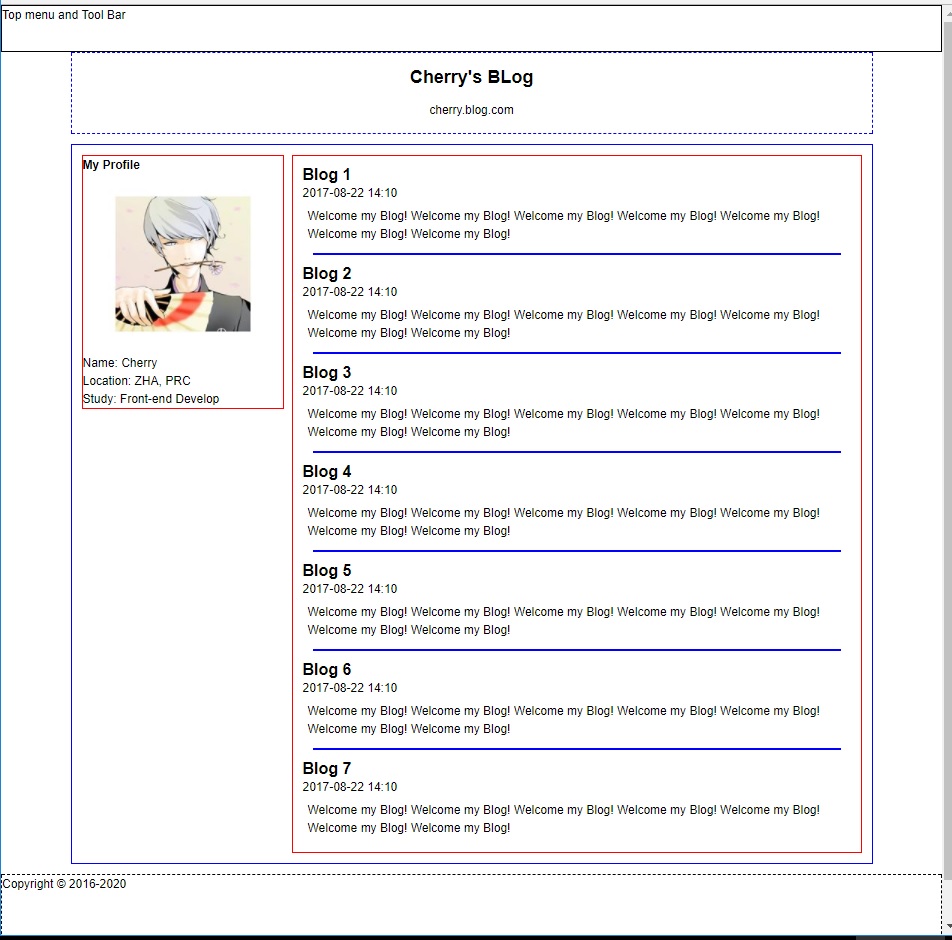 Top menu and Tool Bar
Cherry's BLog
cherry.blog.com
My Profile
Name: Cherry
Location: ZHA, PRC
Study: Front-end Develop
Blog 1
2017-08-22 14:10
Welcome my Blog! Welcome my Blog! Welcome my Blog! Welcome my Blog! Welcome my Blog!
Welcome my Blog! Welcome my Blog!
Blog 2
2017-08-22 14:10
Welcome my Blog! Welcome my Blog! Welcome my Blog! Welcome my Blog! Welcome my Blog!
Welcome my Blog! Welcome my Blog!
Blog 3
2017-08-22 14:10
Welcome my Blog! Welcome my Blog! Welcome my Blog! Welcome my Blog! Welcome my Blog!
Welcome my Blog! Welcome my Blog!
Blog 4
2017-08-22 14:10
Welcome my Blog! Welcome my Blog! Welcome my Blog! Welcome my Blog! Welcome my Blog!
Welcome my Blog! Welcome my Blog!
Blog 5
2017-08-22 14:10
Welcome my Blog! Welcome my Blog! Welcome my Blog! Welcome my Blog! Welcome my Blog!
Welcome my Blog! Welcome my Blog!
Blog 6
2017-08-22 14:10
Welcome my Blog! Welcome my Blog! Welcome my Blog! Welcome my Blog! Welcome my Blog!
Welcome my Blog! Welcome my Blog!
Blog 7
2017-08-22 14:10
Welcome my Blog! Welcome my Blog! Welcome my Blog! Welcome my Blog! Welcome my Blog!
Welcome my Blog! Welcome my Blog!
Copyright © 2016-2020